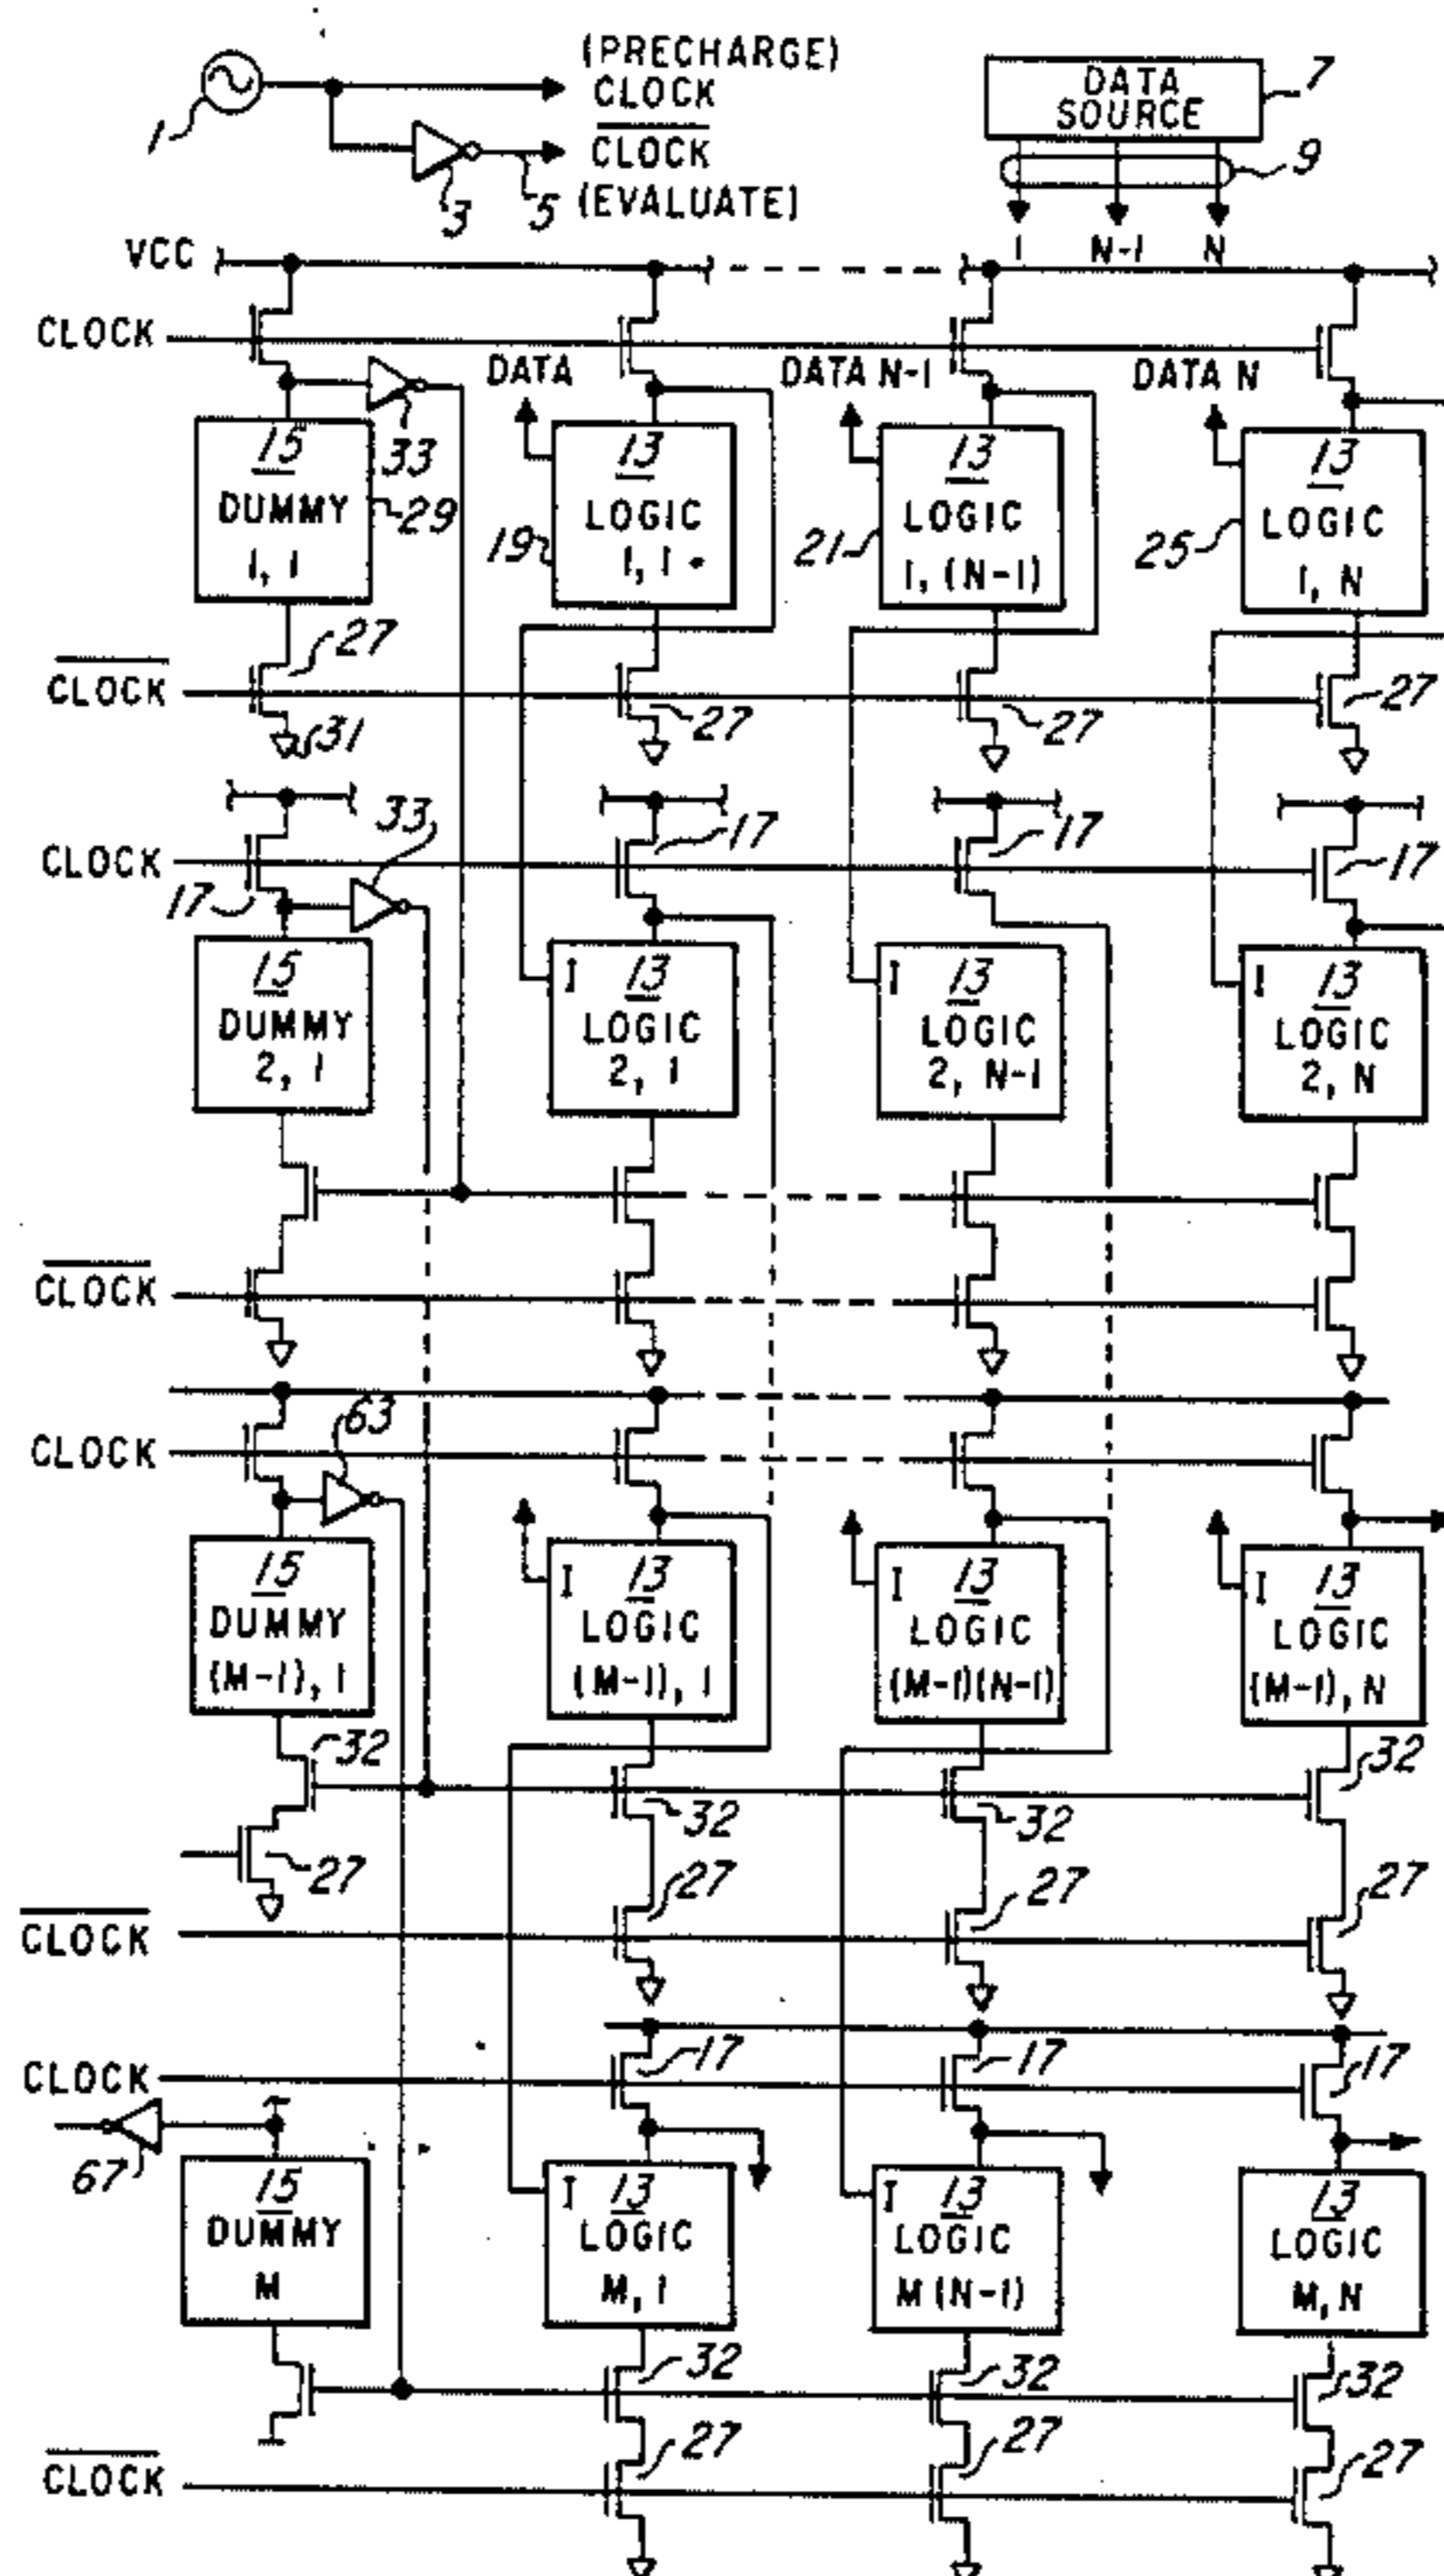 (PRECHARGE)
CLOCK
CLOCK
(EVALUATE)
1
3
5
DATA
SOURCE
7
9
1 N-1 N
VCC
CLOCK
DATA DATA N-1 DATA N
33
15
DUMMY
1, 1
29
13
LOGIC
1, 1
19
13
LOGIC
1, (N-1)
21
13
LOGIC
1, N
25
27
CLOCK
31
27
27
27
33
CLOCK
17
17
17
17
15
DUMMY
2, 1
I 13
LOGIC
2, 1
I 13
LOGIC
2, N-1
I 13
LOGIC
2, N
CLOCK
63
CLOCK
15
DUMMY
(M-1), 1
I 13
LOGIC
(M-1), 1
I 13
LOGIC
(M-1)(N-1)
I 13
LOGIC
(M-1), N
32
32
32
32
27
27
27
27
CLOCK
17
17
17
CLOCK
67
15
DUMMY
M
I 13
LOGIC
M, 1
I 13
LOGIC
M (N-1)
13
LOGIC
M, N
32
32
32
27
27
27
CLOCK